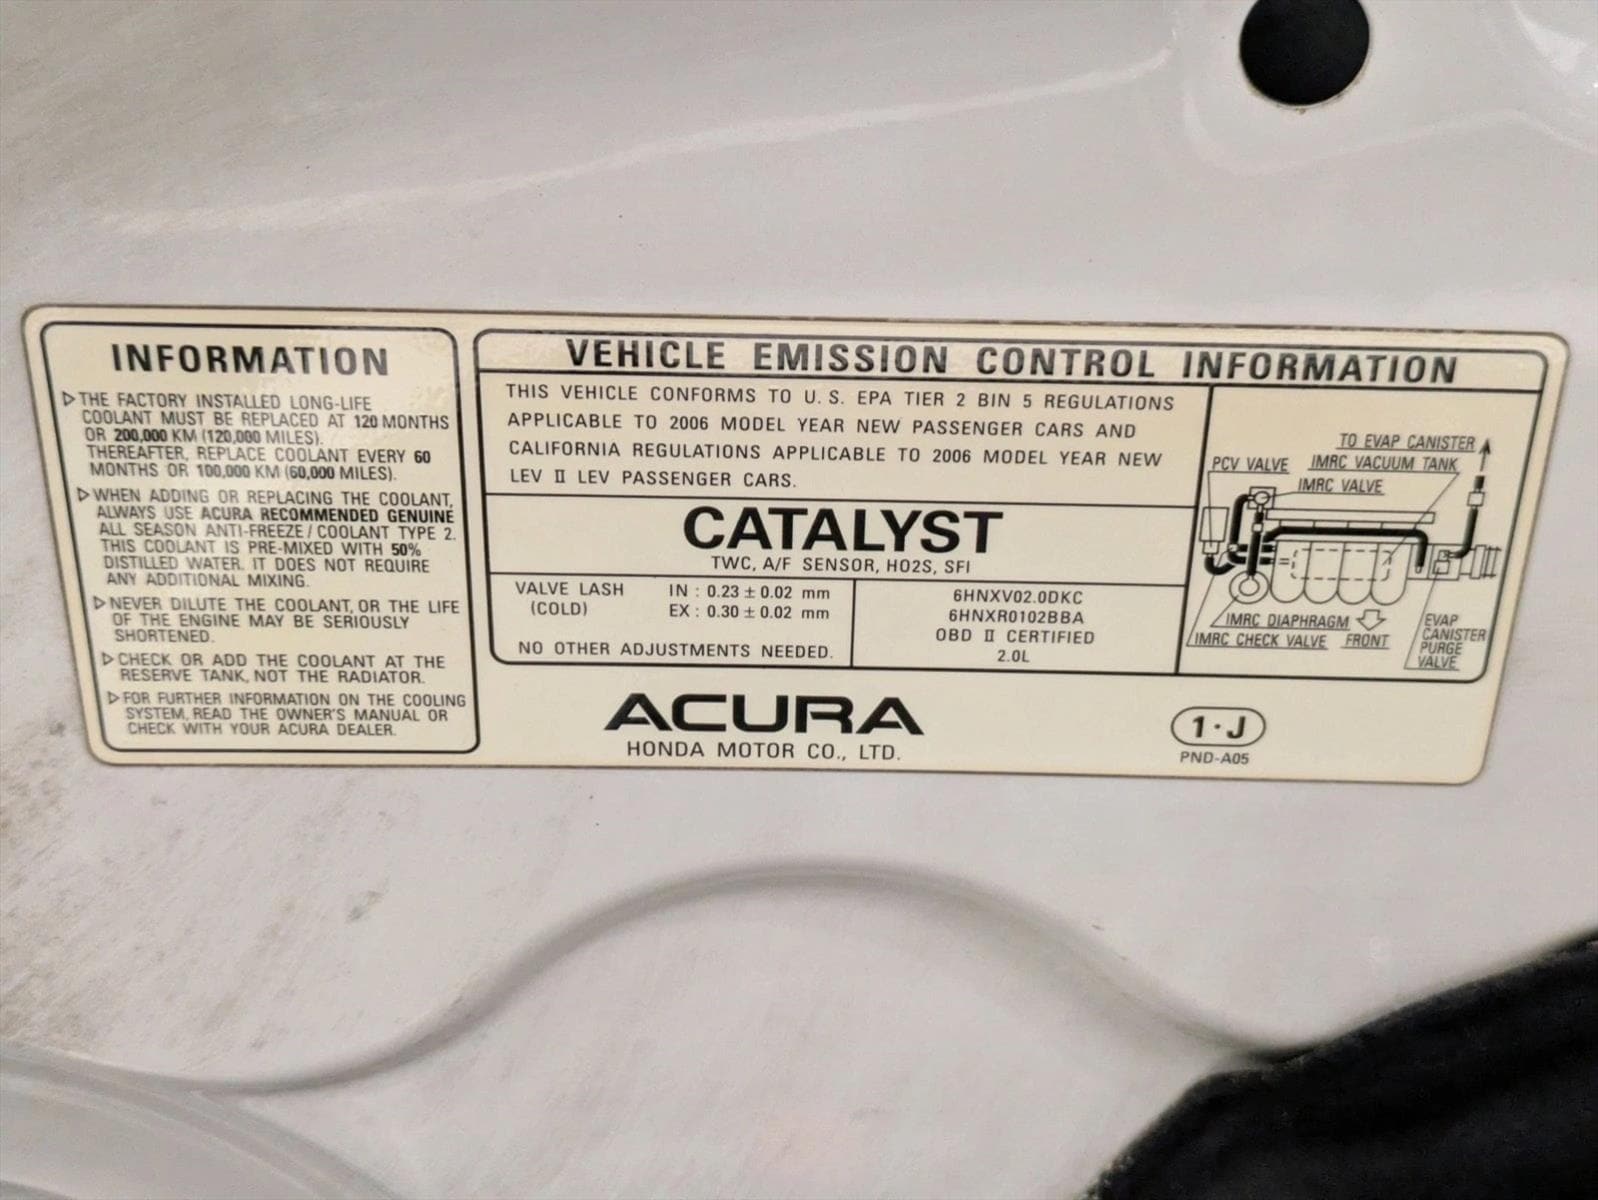 INFORMATION
▷THE FACTORY INSTALLED LONG-LIFE
COOLANT MUST BE REPLACED AT 120 MONTHS
OR 200,000 KM (120,000 MILES).
THEREAFTER, REPLACE COOLANT EVERY 60
MONTHS OR 100,000 KM (60,000 MILES).
▷WHEN ADDING OR REPLACING THE COOLANT,
ALWAYS USE ACURA RECOMMENDED GENUINE
ALL SEASON ANTI-FREEZE/COOLANT TYPE 2.
THIS COOLANT IS PRE-MIXED WITH 50%
DISTILLED WATER. IT DOES NOT REQUIRE
ANY ADDITIONAL MIXING.
▷NEVER DILUTE THE COOLANT, OR THE LIFE
OF THE ENGINE MAY BE SERIOUSLY
SHORTENED.
▷CHECK OR ADD THE COOLANT AT THE
RESERVE TANK, NOT THE RADIATOR.
▷FOR FURTHER INFORMATION ON THE COOLING
SYSTEM, READ THE OWNER'S MANUAL OR
CHECK WITH YOUR ACURA DEALER.
VEHICLE EMISSION CONTROL INFORMATION
THIS VEHICLE CONFORMS TO U.S. EPA TIER 2 BIN 5 REGULATIONS
APPLICABLE TO 2006 MODEL YEAR NEW PASSENGER CARS AND
CALIFORNIA REGULATIONS APPLICABLE TO 2006 MODEL YEAR NEW
LEV II LEV PASSENGER CARS.
CATALYST
TWC, A/F SENSOR, HO2S, SFI
VALVE LASH IN : 0.23 ± 0.02 mm
(COLD) EX : 0.30 ± 0.02 mm
NO OTHER ADJUSTMENTS NEEDED.
6HNXV02.0DKC
6HNXR0102BBA
OBD II CERTIFIED
2.0L
TO EVAP CANISTER
PCV VALVE IMRC VACUUM TANK
IMRC VALVE
IMRC DIAPHRAGM
IMRC CHECK VALVE FRONT
EVAP
CANISTER
PURGE
VALVE
ACURA
HONDA MOTOR CO., LTD.
1·J
PND-A05